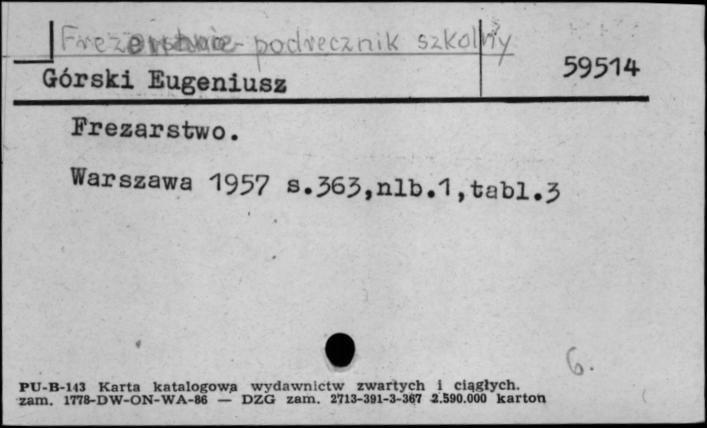 podręcznik szkolny
Górski Eugeniusz
59514
Frezarstwo.
Warszawa 1957 s.363,nlb.1,tabl.3
6.
PU-B-143 Karta katalogowa wydawnictw zwartych i ciągłych.
zam. 1778-DW-ON-WA-86 — DZG zam. 2713-391-3-367 2.590.000 karton